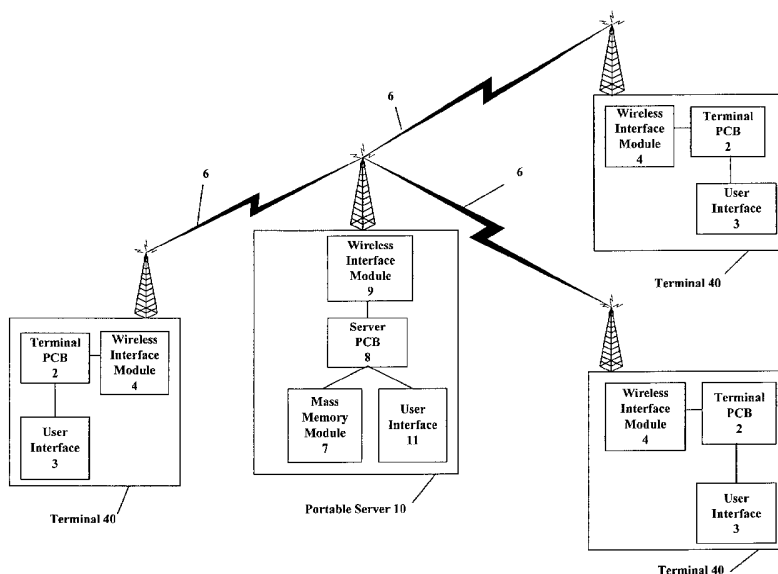 6
6
6
Wireless
Interface
Module
4
Terminal
PCB
2
User
Interface
3
Terminal 40
Wireless
Interface
Module
9
Server
PCB
8
Mass
Memory
Module
7
User
Interface
11
Portable Server 10
Terminal
PCB
2
Wireless
Interface
Module
4
User
Interface
3
Terminal 40
Wireless
Interface
Module
4
Terminal
PCB
2
User
Interface
3
Terminal 40